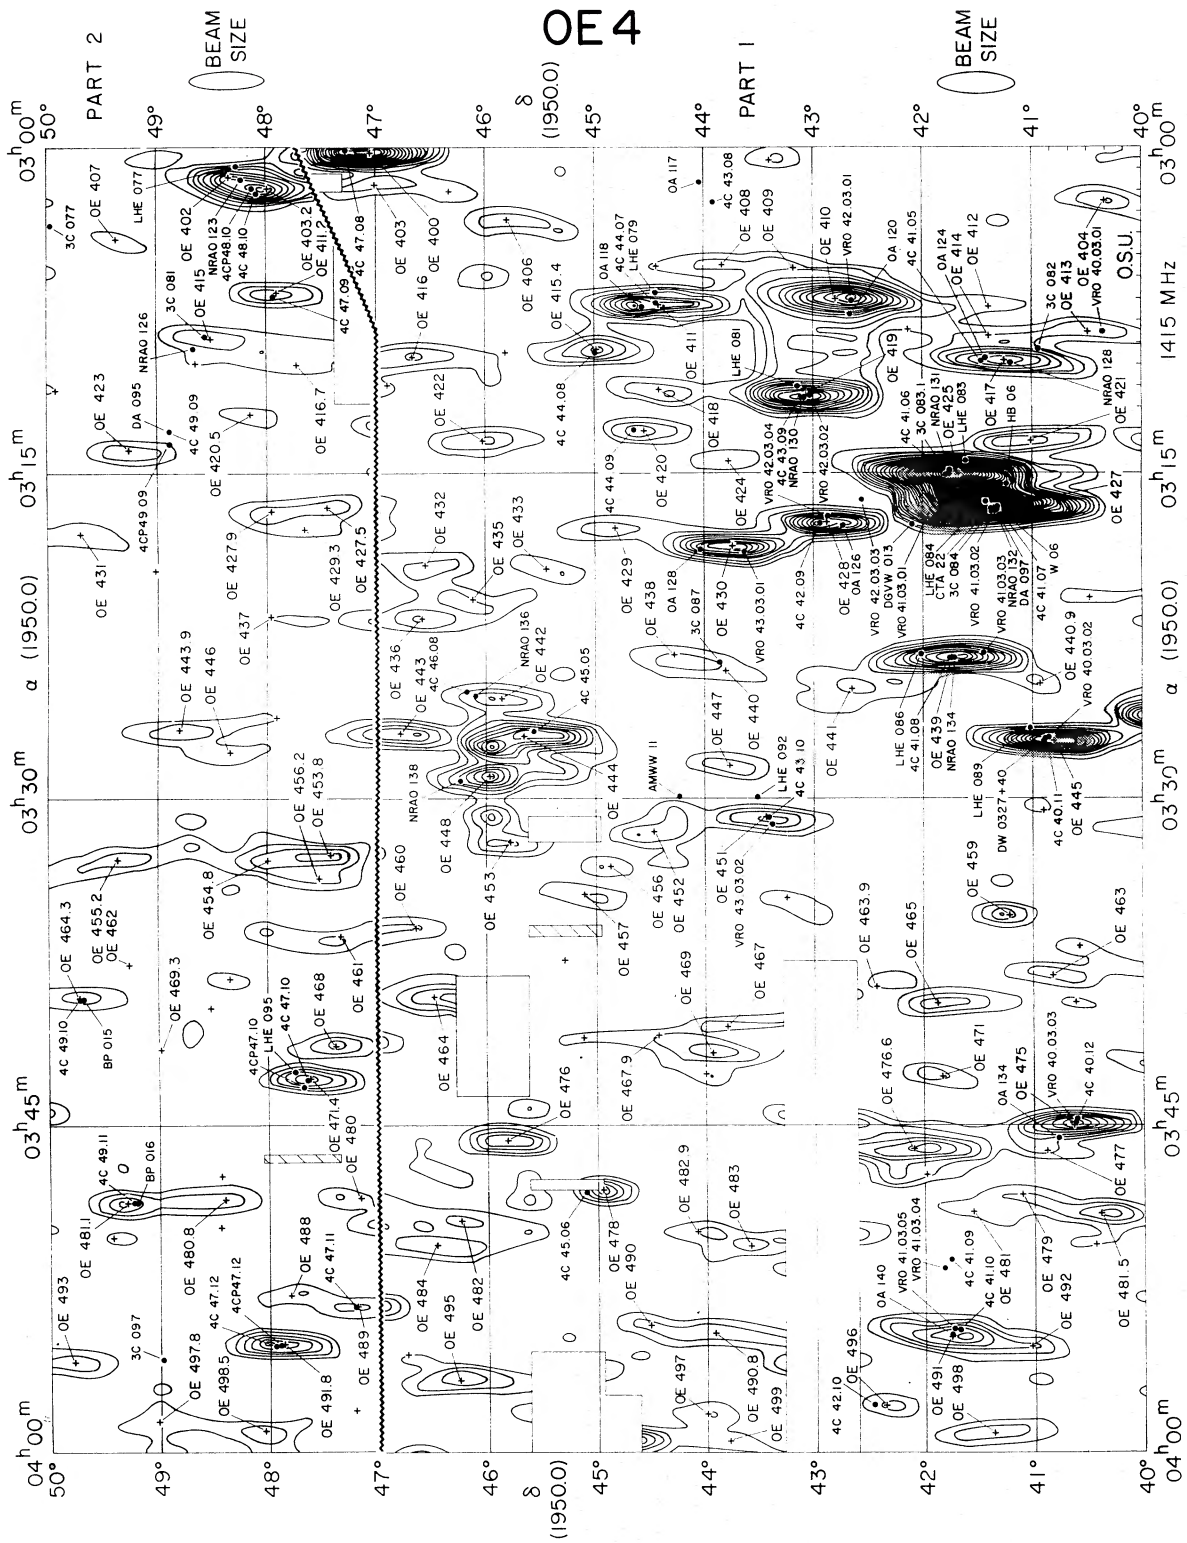 OE4
PART 2
BEAM
SIZE
δ
(1950.0)
PART 1
BEAM
SIZE
50°
49°
48°
47°
46°
45°
44°
43°
42°
41°
40°
03ʰ00ᵐ
03ʰ00ᵐ
3C 077
OE 407
LHE 077
OE 402
NRAO 123
4CP48.10
4C 48.10
OE 403.2
OE 411.2
4C 47.08
OE 403
OE 400
OA 117
4C 43.08
OE 408
OE 409
OE 410
VRO 42.03.01
OA 120
4C 41.05
OA 124
OE 414
OE 412
3C 082
OE 413
OE 404
VRO 40.03.01
O.S.U.
1415 MHz
NRAO 126
3C 081
OE 415
4C 47.09
OE 416
OE 406
OE 415.4
OA 118
4C 44.07
LHE 079
OE 411
LHE 081
OE 419
OE 423
DA 095
4C 49.09
OE 420.5
OE 416.7
OE 422
4C 44.08
OE 418
4C 41.06
3C 083.1
NRAO 131
OE 425
LHE 083
OE 417
HB 06
NRAO 128
OE 421
03ʰ15ᵐ
03ʰ15ᵐ
4CP49 09
4C 44 09
OE 420
OE 424
VRO 42.03.04
4C 43.09
NRAO 130
VRO 42.03.02
OE 427
OE 431
OE 427.9
OE 429.3
OE 427.5
OE 432
OE 435
OE 433
OE 429
OE 438
OA 128
OE 430
3C 087
VRO 43.03.01
4C 42.09
OE 428
OA 126
VRO 42.03.03
DGVW 013
VRO 41.03.01
LHE 084
CTA 22
3C 084
VRO 41.03.02
VRO 41.03.03
NRAO 132
DA 097
4C 41.07
W 06
α (1950.0)
α (1950.0)
OE 437
OE 443.9
OE 446
OE 436
OE 443
4C 46.08
NRAO 136
OE 442
4C 45.05
OE 447
OE 440
OE 441
LHE 086
4C 41.08
OE 439
NRAO 134
OE 440.9
VRO 40.03.02
03ʰ30ᵐ
03ʰ30ᵐ
OE 456.2
OE 453.8
NRAO 138
OE 448
OE 444
AMWW 11
LHE 092
4C 43 10
LHE 089
DW 0327+40
4C 40.11
OE 445
OE 464.3
OE 455.2
OE 462
OE 454.8
OE 460
OE 453
OE 456
OE 452
OE 451
VRO 43 03 02
OE 459
OE 463.9
OE 465
OE 463
4C 49.10
BP 015
OE 469.3
4CP47.10
LHE 095
4C 47.10
OE 468
OE 461
OE 464
OE 457
OE 469
OE 467
OE 476.6
OE 471
OA 134
OE 475
VRO 40.03.03
4C 40.12
03ʰ45ᵐ
03ʰ45ᵐ
OE 471.4
OE 480
OE 476
OE 467.9
OE 477
4C 49.11
BP 016
OE 481.1
OE 480.8
OE 488
4C 47.11
OE 484
OE 482
4C 45.06
OE 478
OE 490
OE 482.9
OE 483
VRO 41.03.05
VRO 41.03.04
4C 41.09
4C 41.10
OE 481
OE 479
OE 492
OE 481.5
OE 493
3C 097
OE 497.8
OE 498.5
4C 47.12
4CP47.12
OE 491.8
OE 489
OE 495
OE 497
OE 490.8
OE 499
4C 42.10
OE 496
OA 140
OE 491
OE 498
04ʰ00ᵐ
04ʰ00ᵐ
50°
49°
48°
47°
46°
45°
44°
43°
42°
41°
40°
δ
(1950.0)